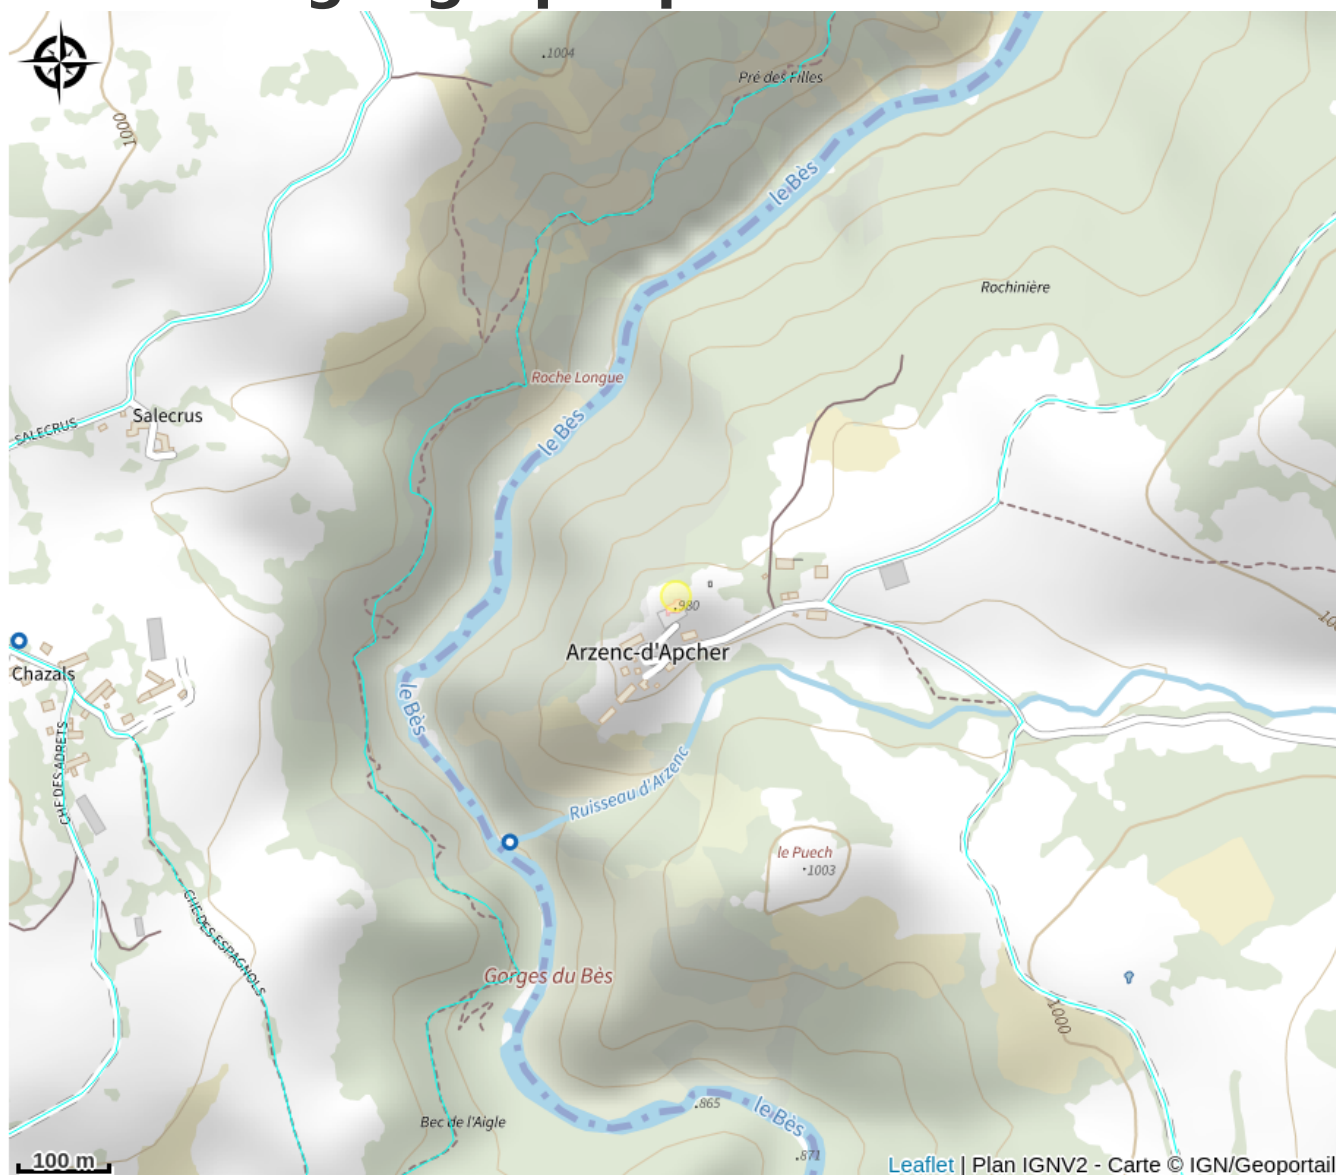 .1004
Pré des Filles
1000
le Bès
Rochinière
Roche Longue
Salecrus
SALECRUS
le Bès
.930
Arzenc-d'Apcher
Chazals
le Bès
CHE DES ADRETS
Ruisseau d'Arzenc
le Puech
.1003
CHE DES ESPAGNOLS
Gorges du Bès
1000
.865
le Bès
Bec de l'Aigle
.871
100 m
Leaflet | Plan IGNV2 - Carte © IGN/Geoportail